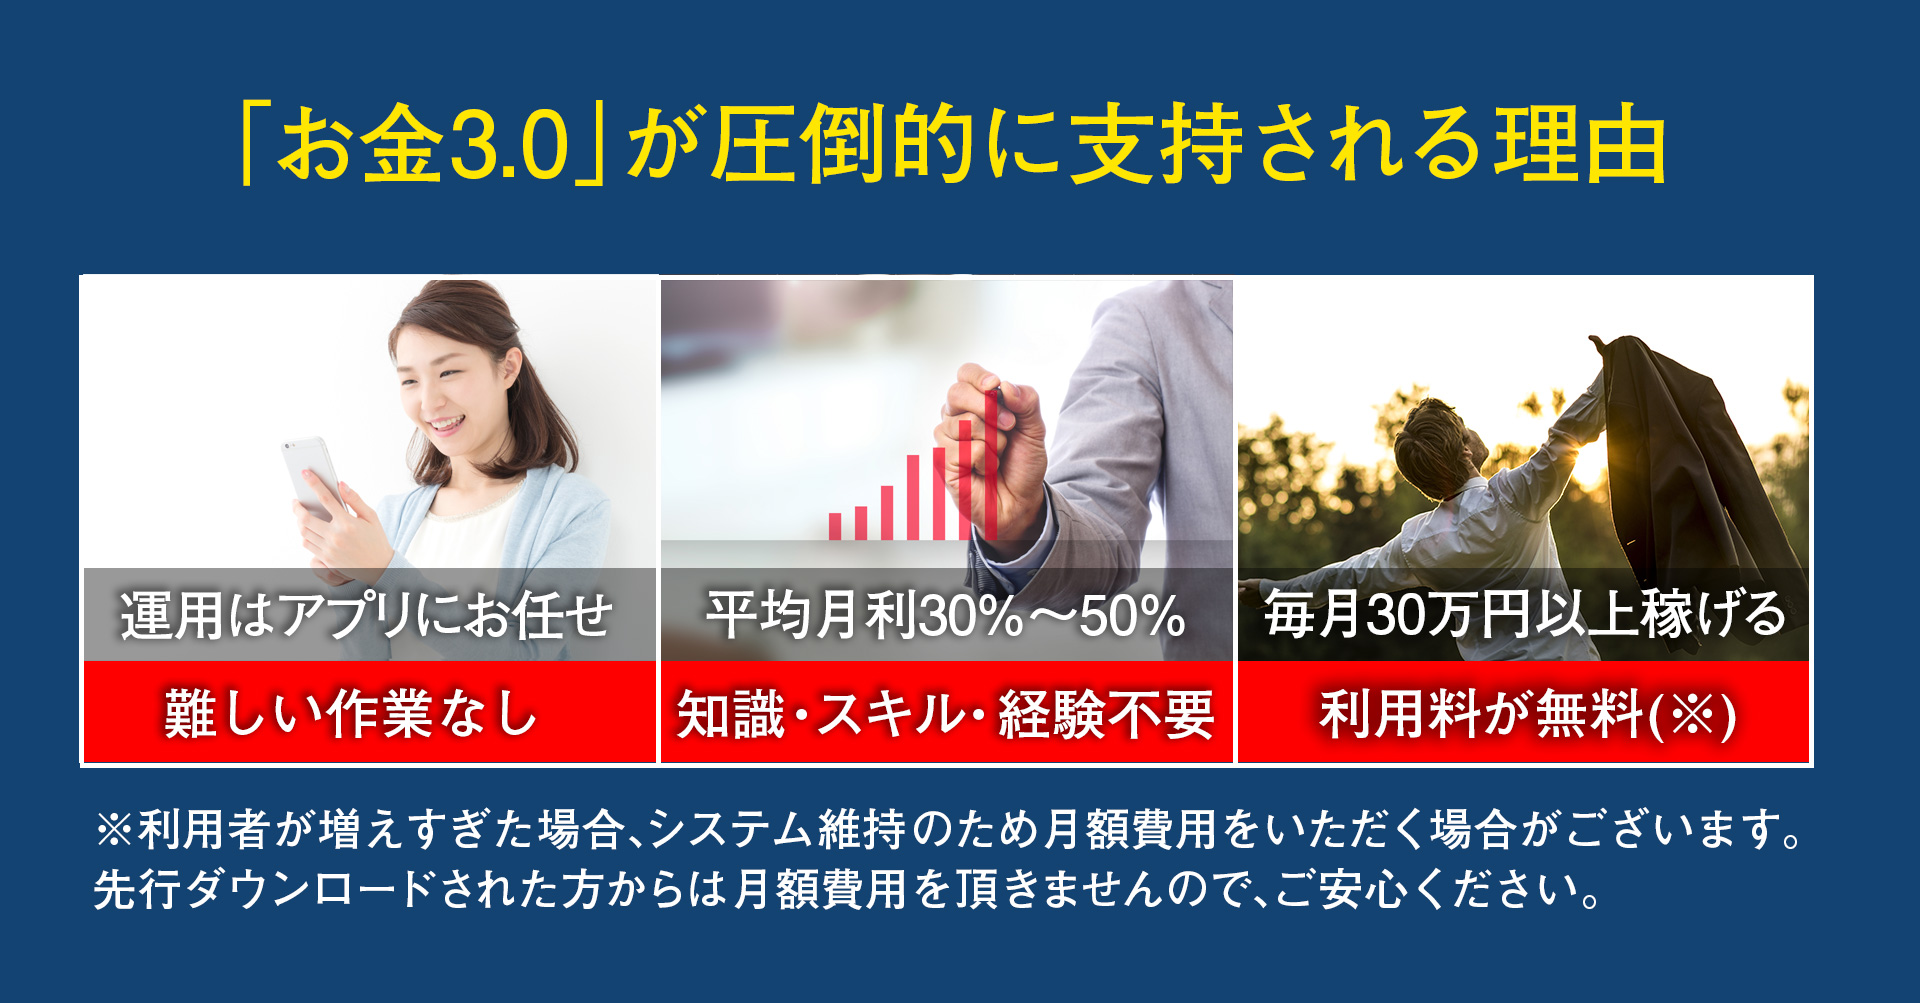 「お金3.0」が圧倒的に支持される理由
運用はアプリにお任せ
難しい作業なし
平均月利30%〜50%
知識・スキル・経験不要
毎月30万円以上稼げる
利用料が無料(※)
※利用者が増えすぎた場合、システム維持のため月額費用をいただく場合がございます。
先行ダウンロードされた方からは月額費用を頂きませんので、ご安心ください。